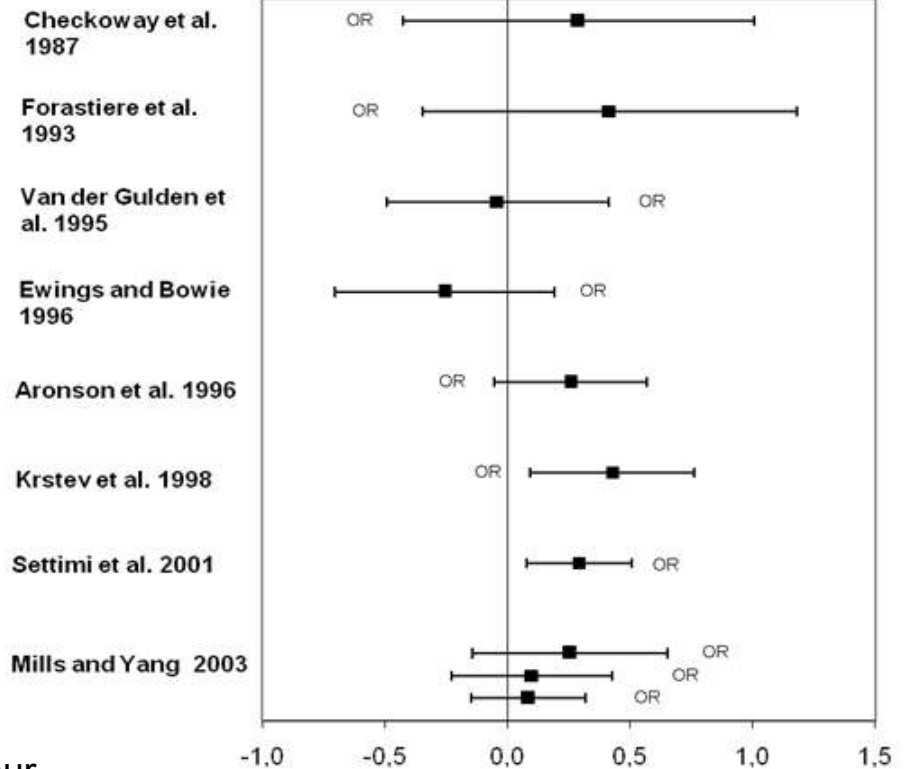 Checkoway et al.
1987
OR
Forastiere et al.
1993
OR
Van der Gulden et
al. 1995
OR
Ewings and Bowie
1996
OR
Aronson et al. 1996
OR
Krstev et al. 1998
OR
Settimi et al. 2001
OR
Mills and Yang 2003
OR
OR
OR
-1,0 -0,5 0,0 0,5 1,0 1,5